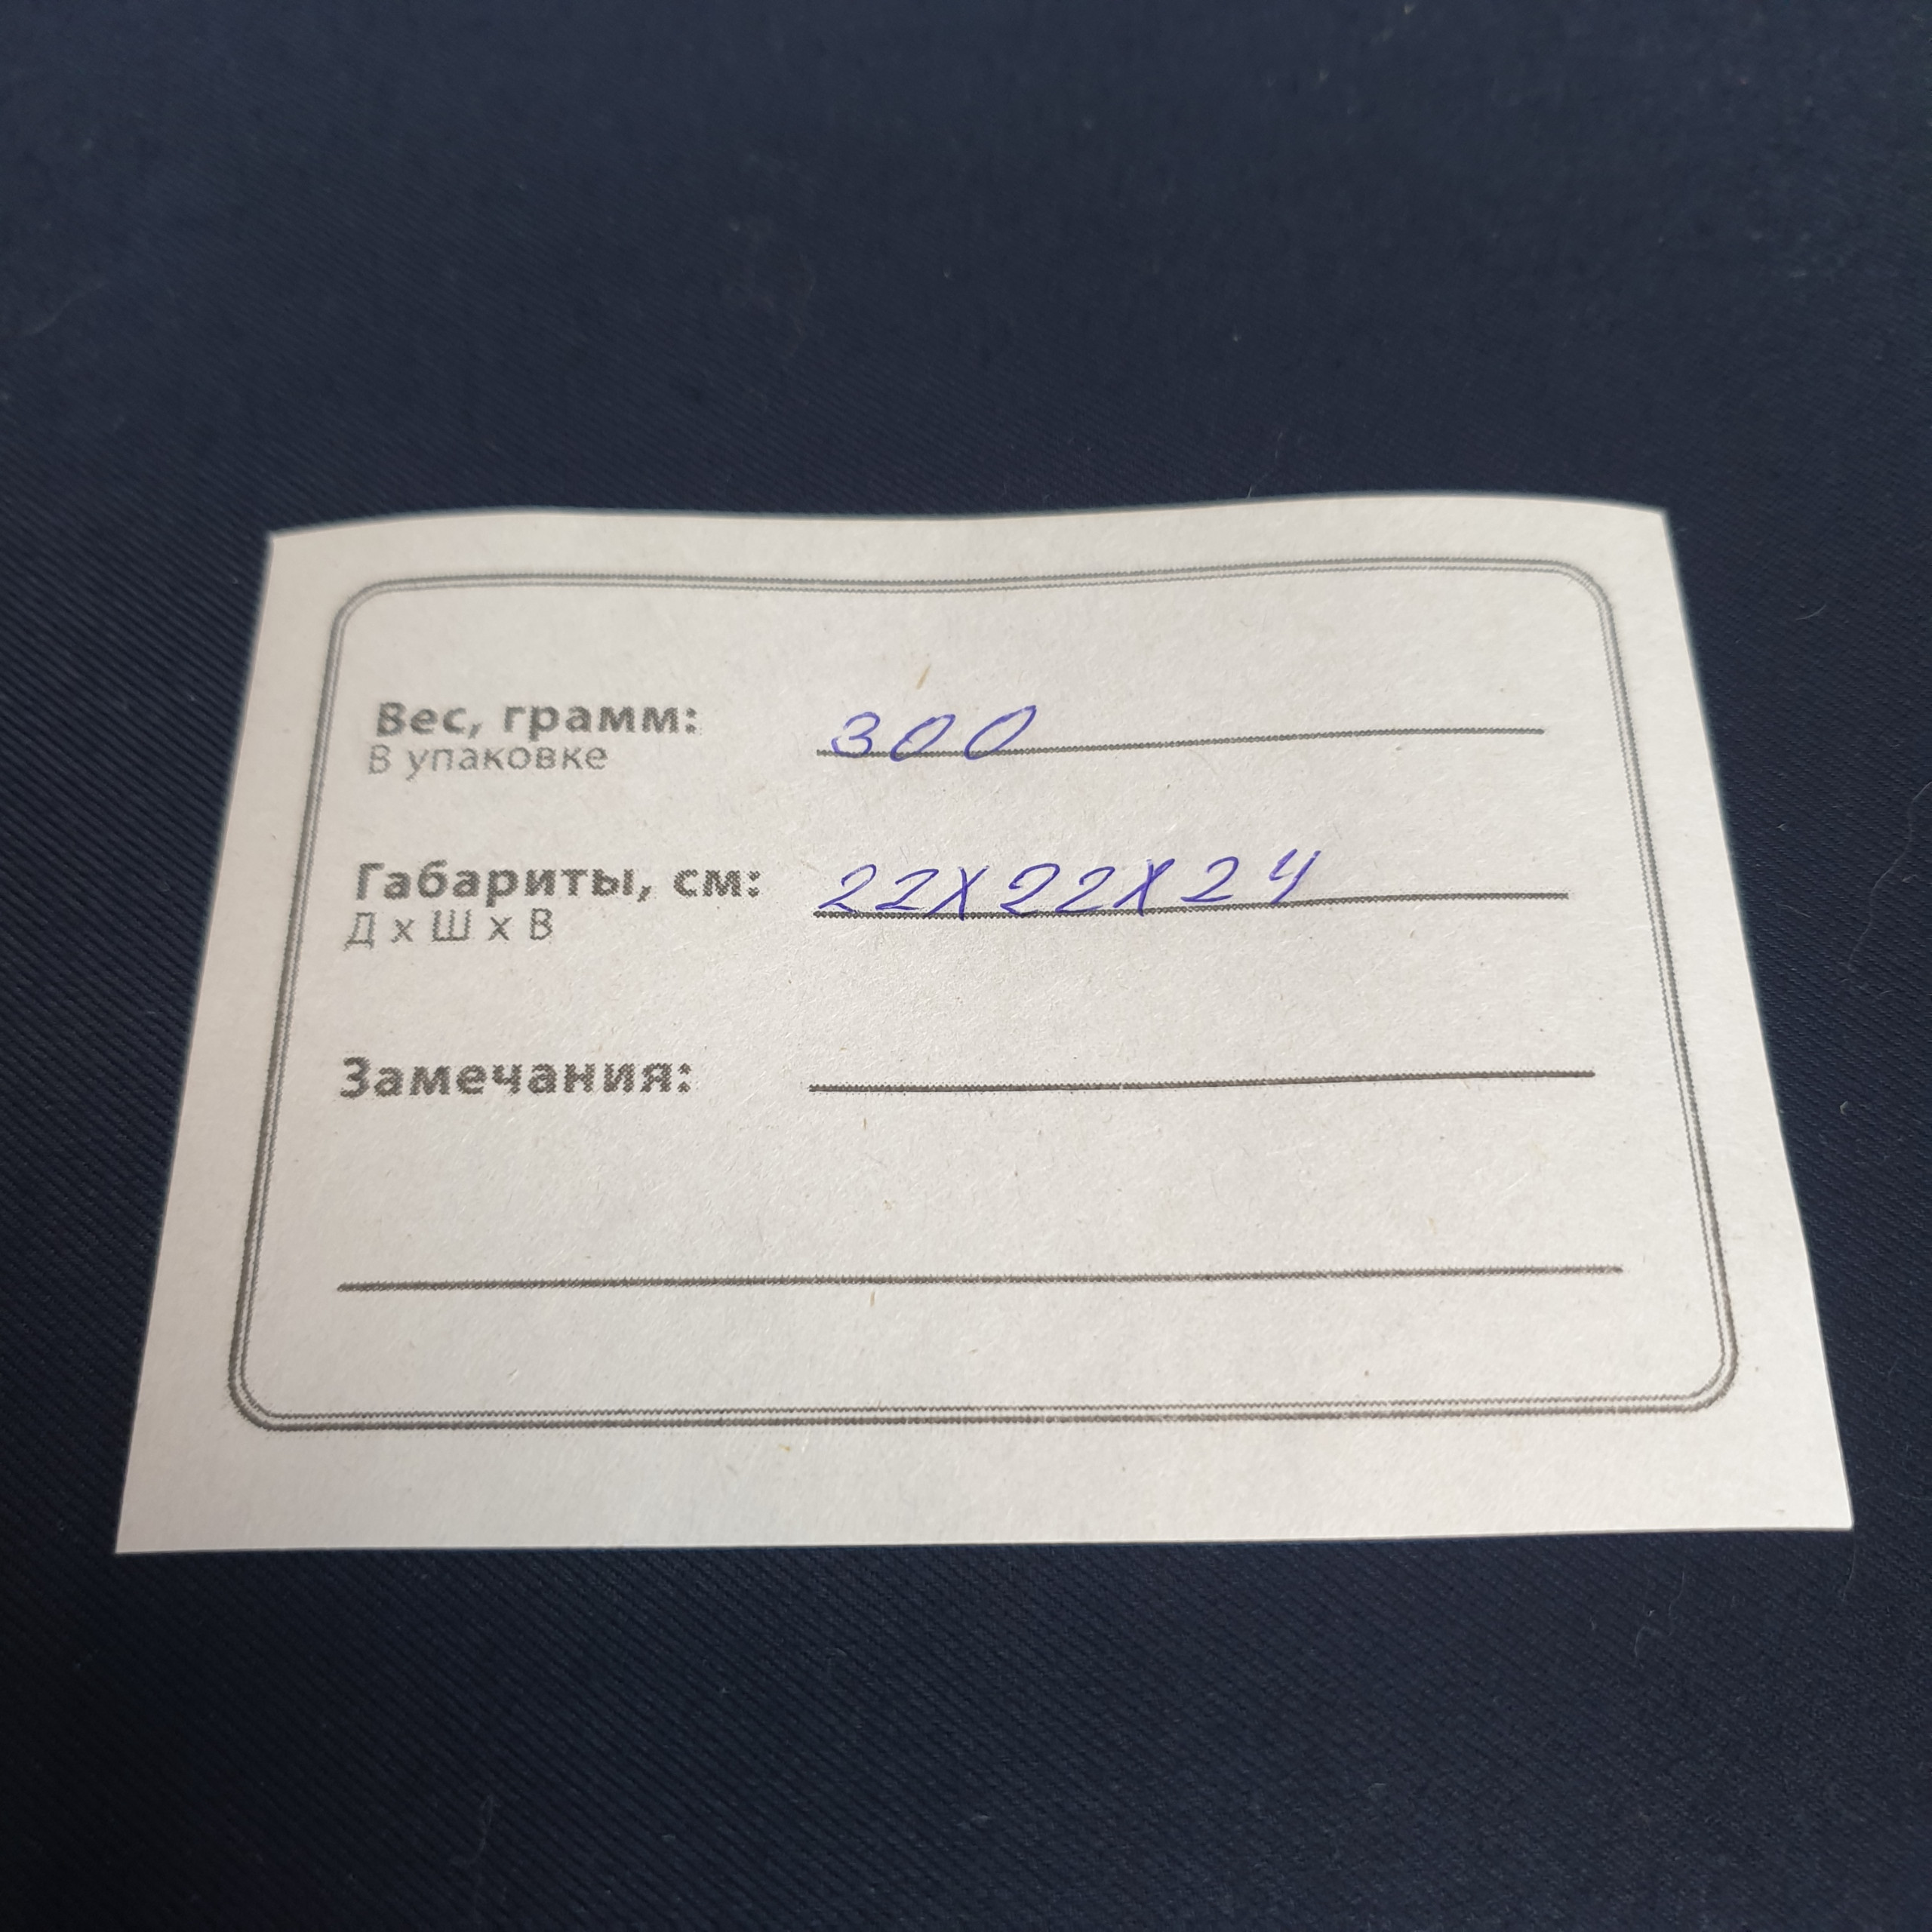 Вес, грамм: 300
В упаковке
Габариты, см: 22x22x24
Д x Ш x В
Замечания: